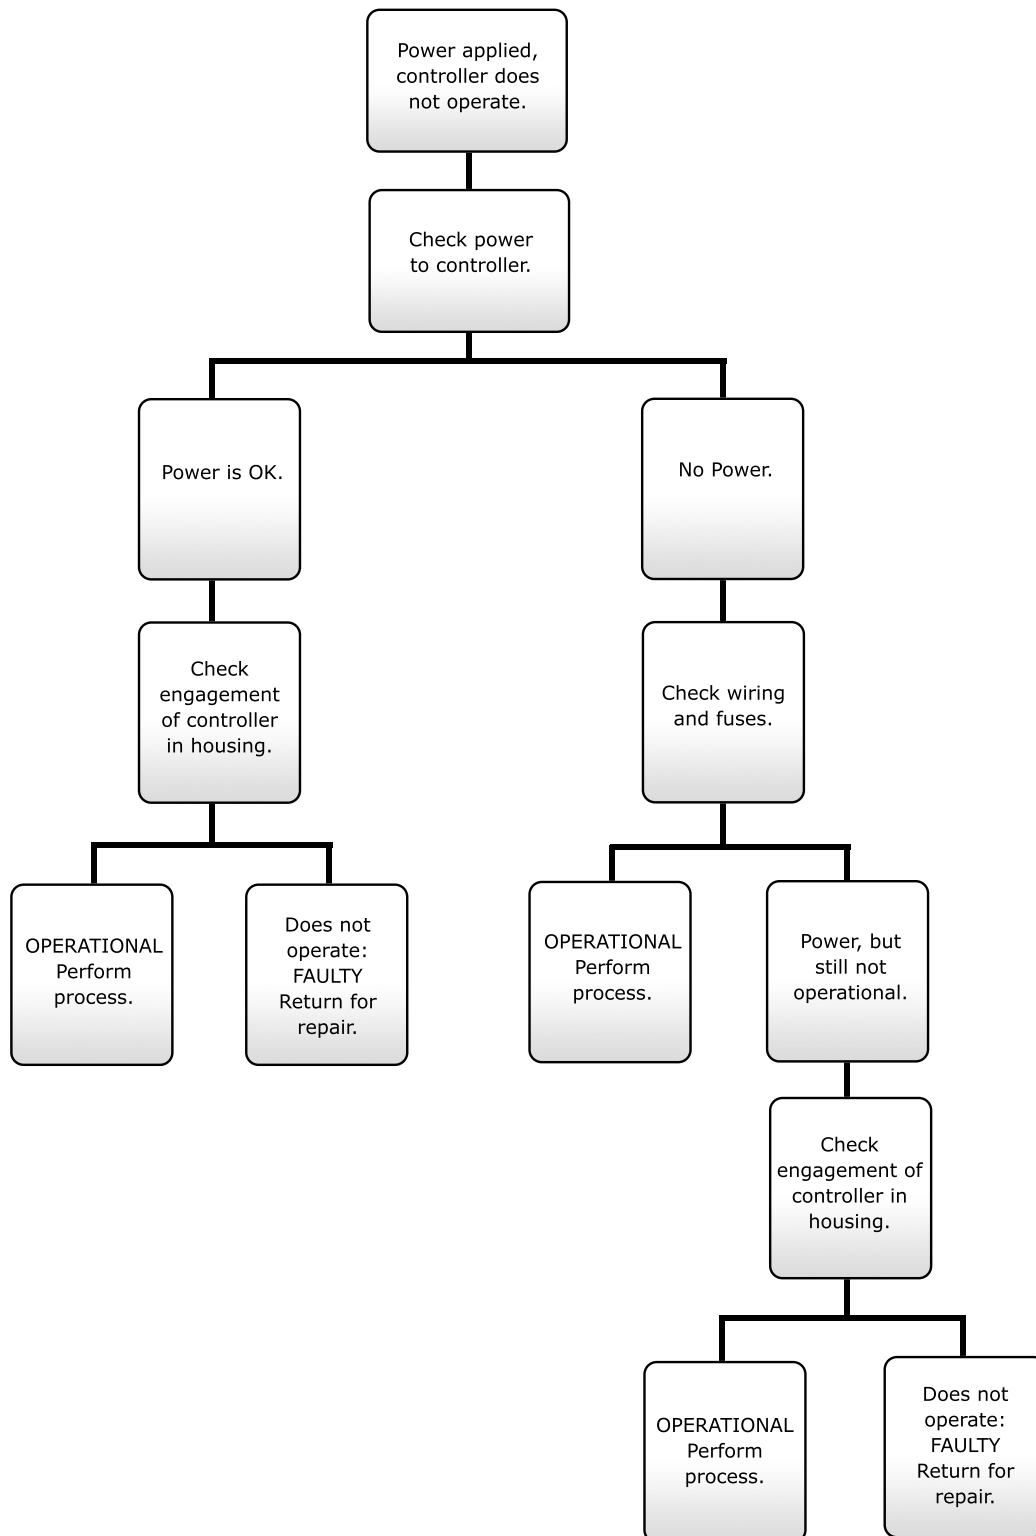 Power applied,
controller does
not operate.
Check power
to controller.
Power is OK.
No Power.
Check
engagement
of controller
in housing.
Check wiring
and fuses.
OPERATIONAL
Perform
process.
Does not
operate:
FAULTY
Return for
repair.
OPERATIONAL
Perform
process.
Power, but
still not
operational.
Check
engagement of
controller in
housing.
OPERATIONAL
Perform
process.
Does not
operate:
FAULTY
Return for
repair.